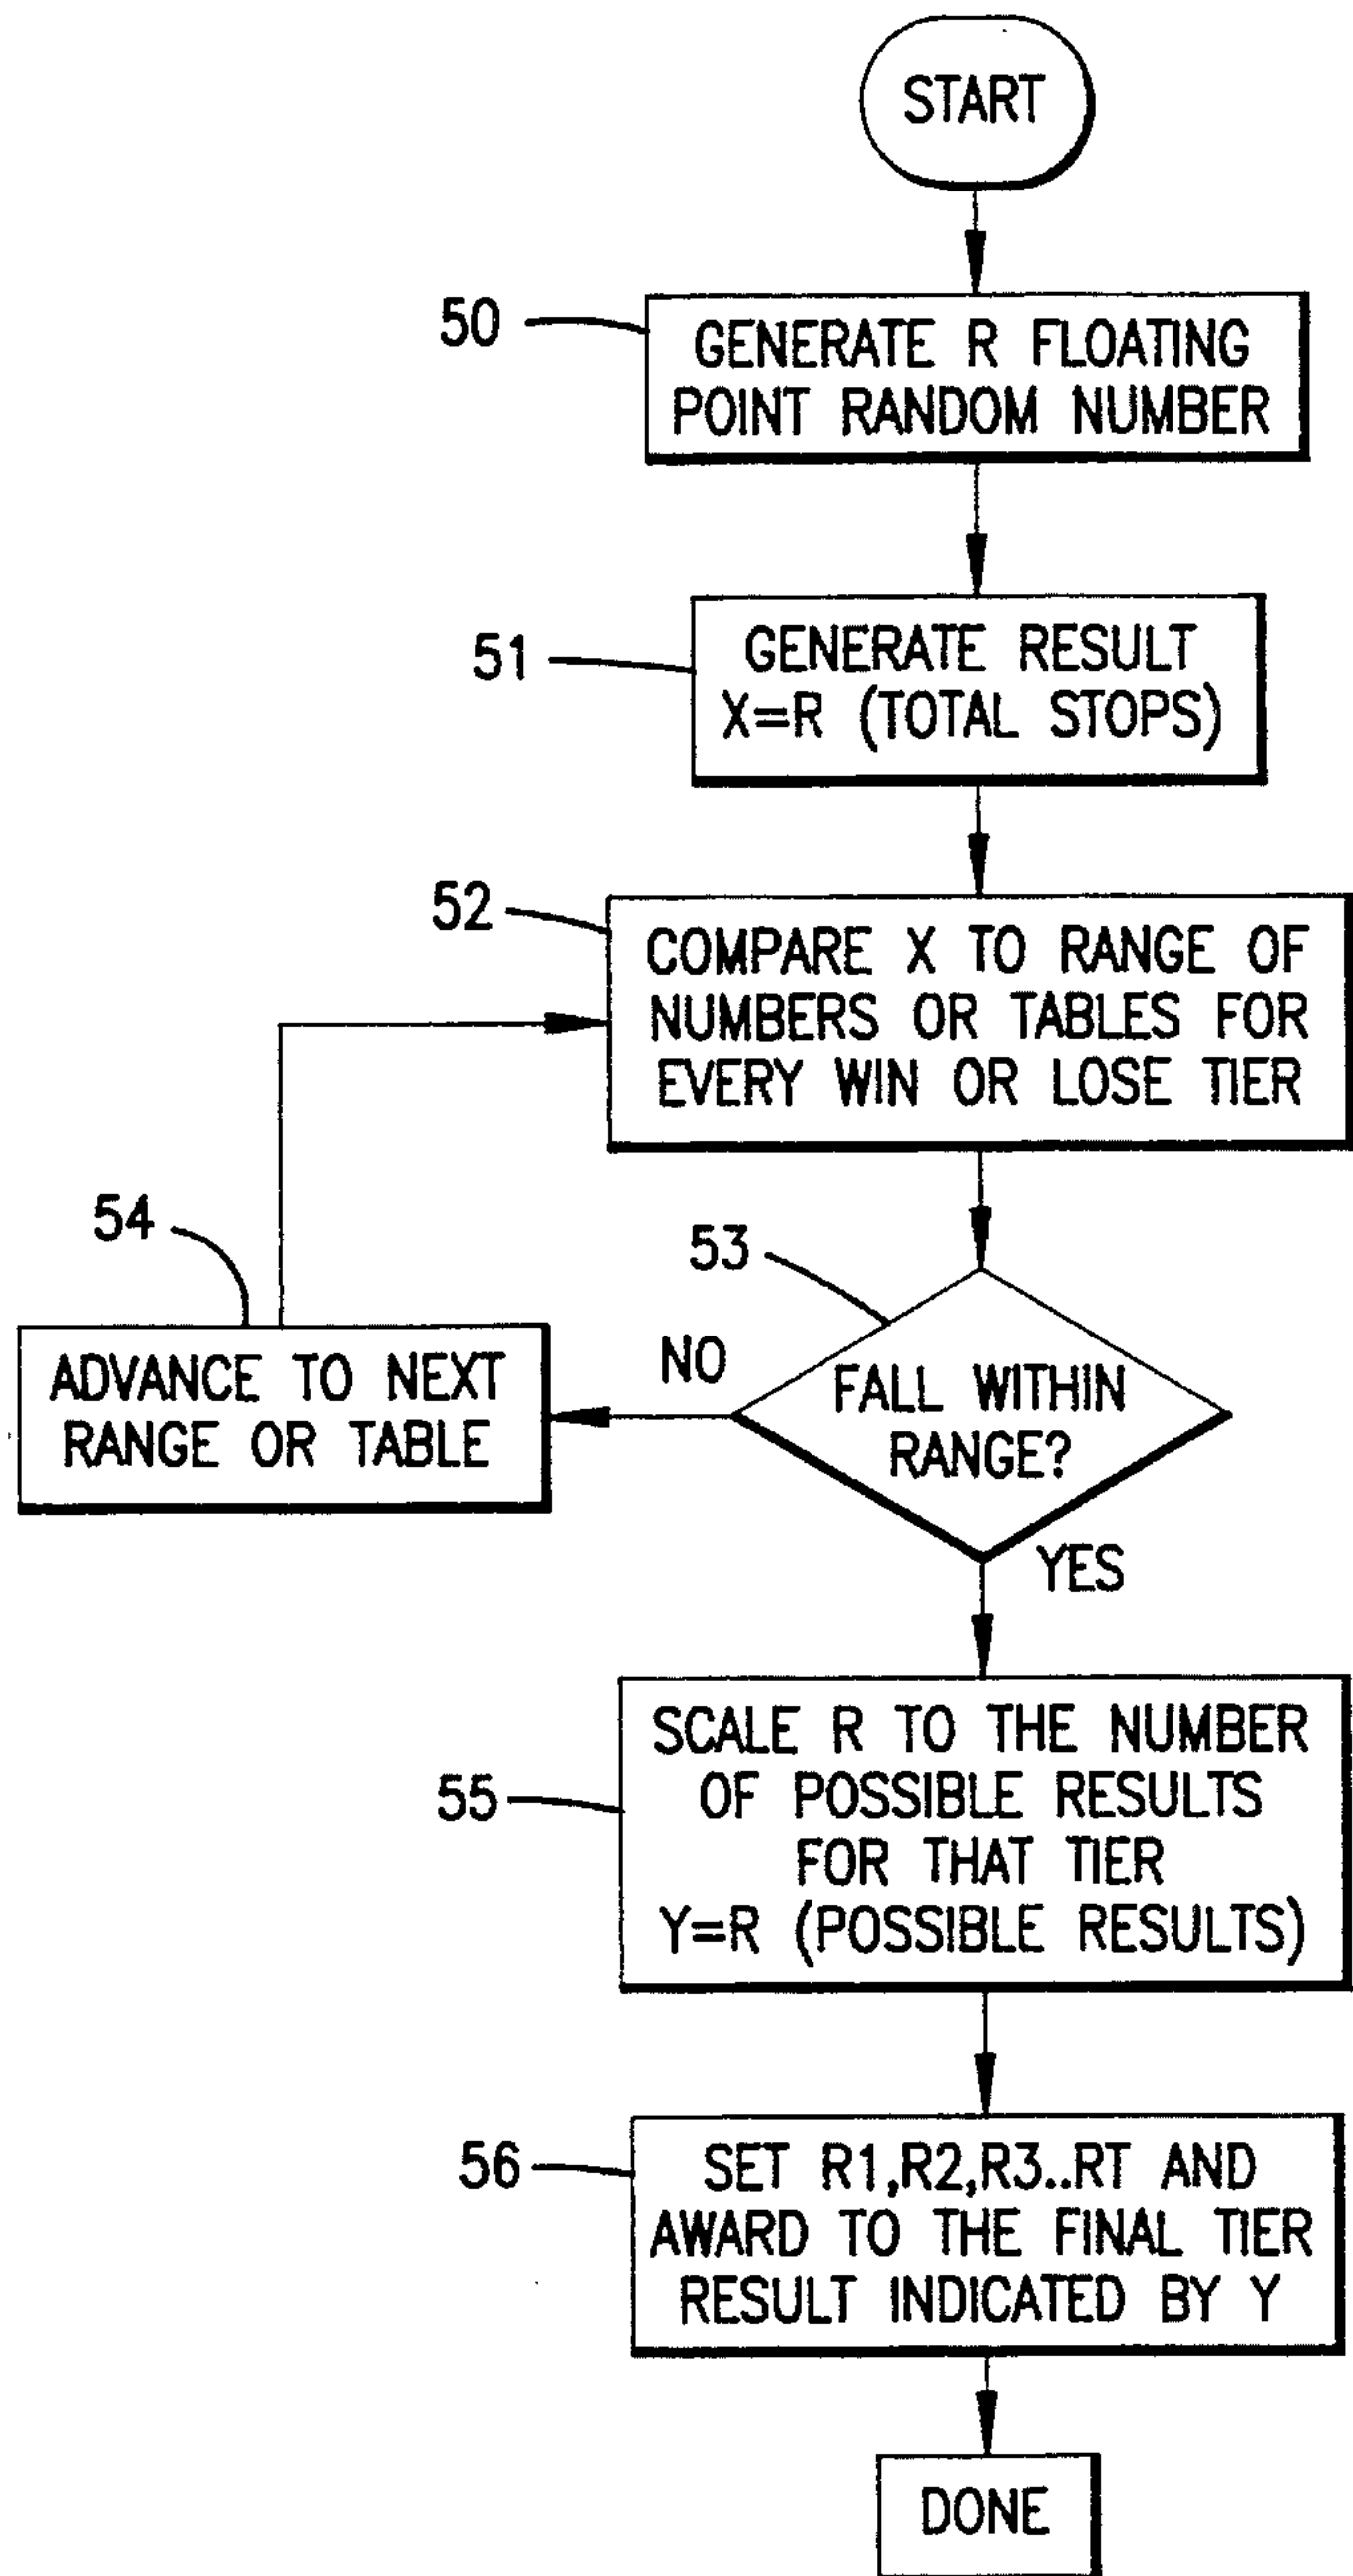 START
50
GENERATE R FLOATING
POINT RANDOM NUMBER
51
GENERATE RESULT
X=R (TOTAL STOPS)
52
COMPARE X TO RANGE OF
NUMBERS OR TABLES FOR
EVERY WIN OR LOSE TIER
53
FALL WITHIN
RANGE?
NO
54
ADVANCE TO NEXT
RANGE OR TABLE
YES
55
SCALE R TO THE NUMBER
OF POSSIBLE RESULTS
FOR THAT TIER
Y=R (POSSIBLE RESULTS)
56
SET R1,R2,R3..RT AND
AWARD TO THE FINAL TIER
RESULT INDICATED BY Y
DONE